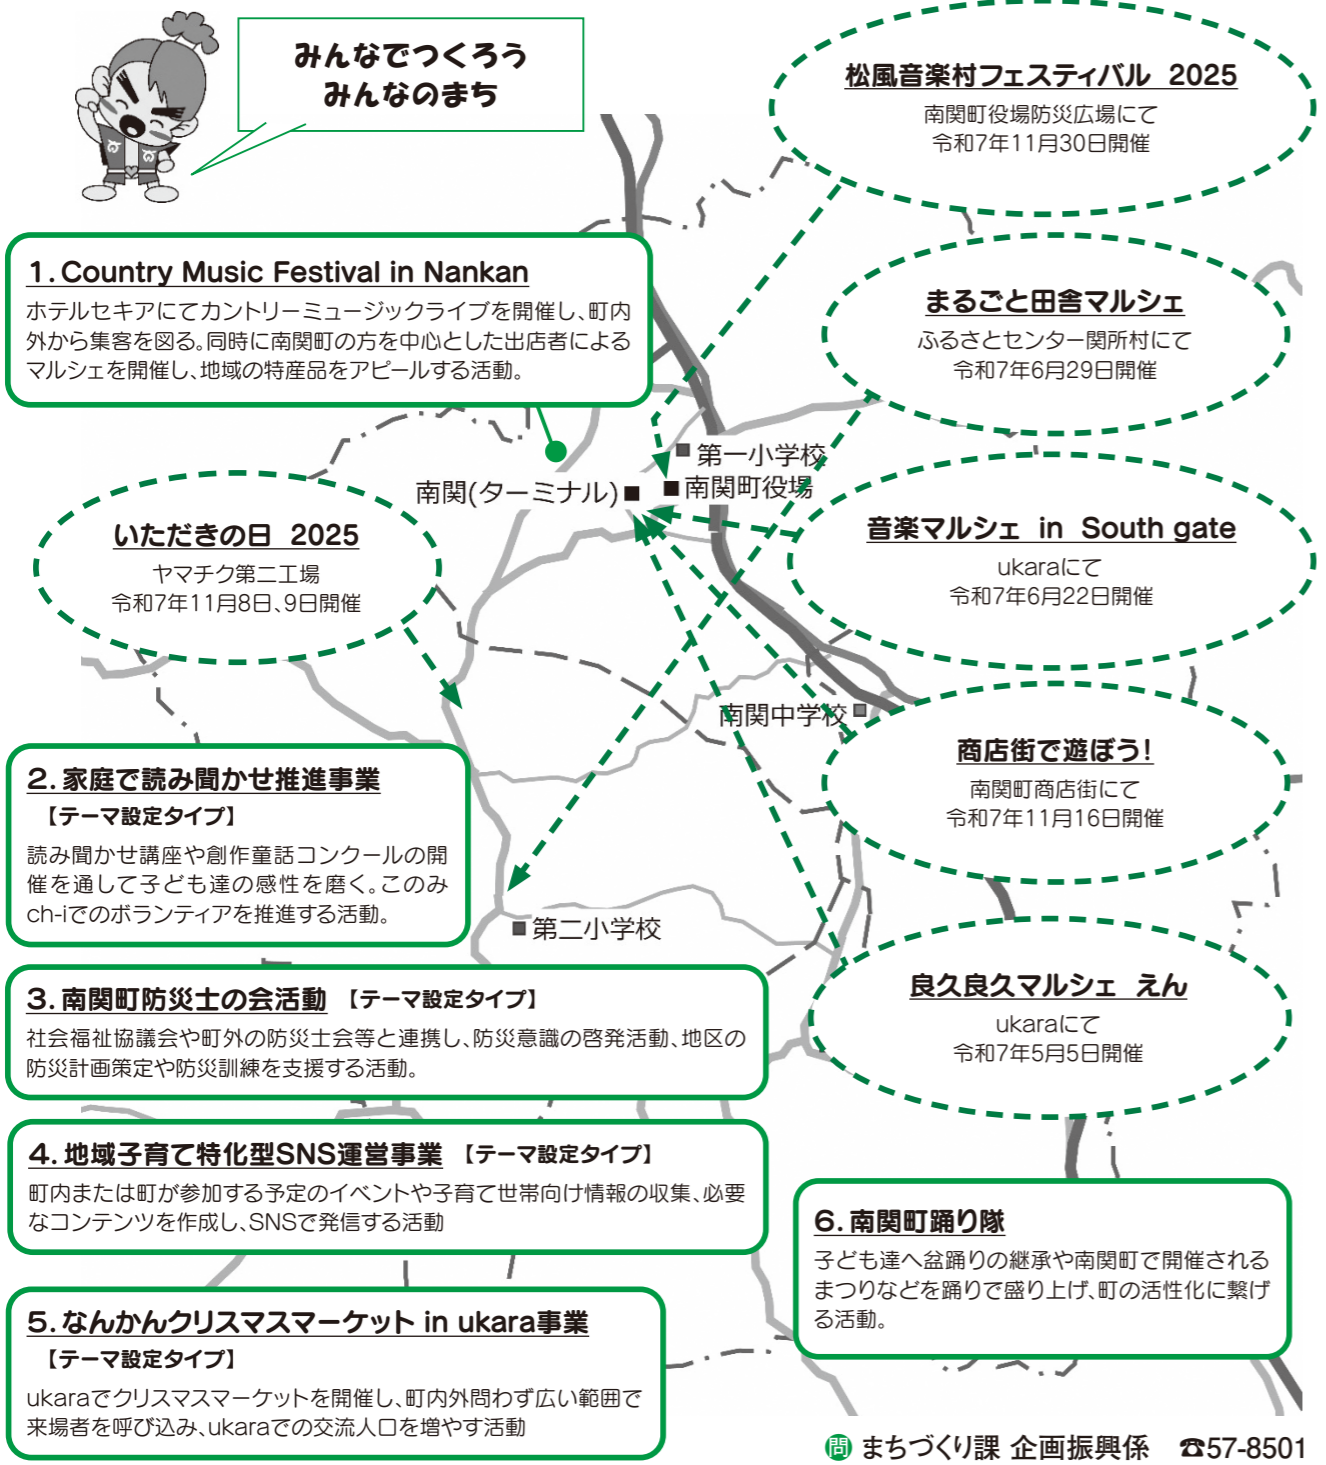 みんなでつくろう
みんなのまち
松風音楽村フェスティバル 2025
南関町役場防災広場にて
令和7年11月30日開催
1. Country Music Festival in Nankan
ホテルセキアにてカントリーミュージックライブを開催し、町内
外から集客を図る。同時に南関町の方を中心とした出店者による
マルシェを開催し、地域の特産品をアピールする活動。
まるごと田舎マルシェ
ふるさとセンター関所村にて
令和7年6月29日開催
第一小学校
南関(ターミナル)
南関町役場
いただきの日 2025
ヤマチク第二工場
令和7年11月8日、9日開催
音楽マルシェ in South gate
ukaraにて
令和7年6月22日開催
南関中学校
商店街で遊ぼう!
南関町商店街にて
令和7年11月16日開催
2. 家庭で読み聞かせ推進事業
【テーマ設定タイプ】
読み聞かせ講座や創作童話コンクールの開
催を通して子ども達の感性を磨く。このみ
ch-iでのボランティアを推進する活動。
第二小学校
良久良久マルシェ えん
ukaraにて
令和7年5月5日開催
3. 南関町防災士の会活動 【テーマ設定タイプ】
社会福祉協議会や町外の防災士会等と連携し、防災意識の啓発活動、地区の
防災計画策定や防災訓練を支援する活動。
4. 地域子育て特化型SNS運営事業 【テーマ設定タイプ】
町内または町が参加する予定のイベントや子育て世帯向け情報の収集、必要
なコンテンツを作成し、SNSで発信する活動
5. なんかんクリスマスマーケット in ukara事業
【テーマ設定タイプ】
ukaraでクリスマスマーケットを開催し、町内外問わず広い範囲で
来場者を呼び込み、ukaraでの交流人口を増やす活動
6. 南関町踊り隊
子ども達へ盆踊りの継承や南関町で開催される
まつりなどを踊りで盛り上げ、町の活性化に繋げ
る活動。
問 まちづくり課 企画振興係 ☎57-8501